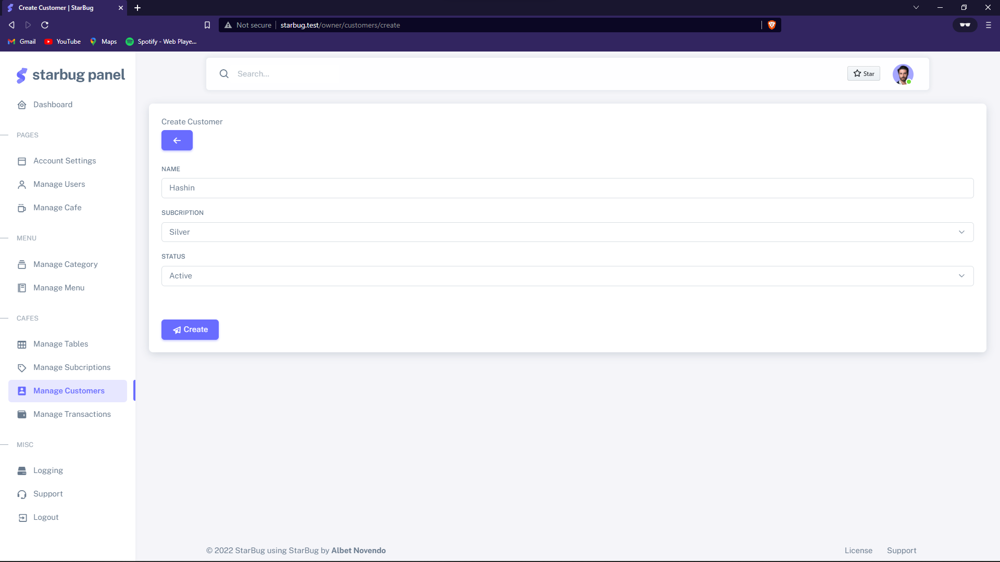 Create Customer | StarBug
Not secure
starbug.test/owner/customers/create
Gmail
YouTube
Maps
Spotify - Web Playe...
starbug panel
Dashboard
PAGES
Account Settings
Manage Users
Manage Cafe
MENU
Manage Category
Manage Menu
CAFES
Manage Tables
Manage Subcriptions
Manage Customers
Manage Transactions
MISC
Logging
Support
Logout
Search...
Star
Create Customer
NAME
Hashin
SUBCRIPTION
Silver
STATUS
Active
Create
© 2022 StarBug using StarBug by Albet Novendo
License
Support